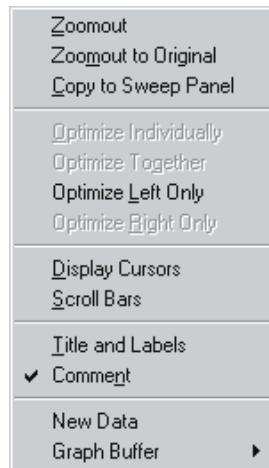 Zoomout
Zoomout to Original
Copy to Sweep Panel
Optimize Individually
Optimize Together
Optimize Left Only
Optimize Right Only
Display Cursors
Scroll Bars
Title and Labels
Comment
New Data
Graph Buffer